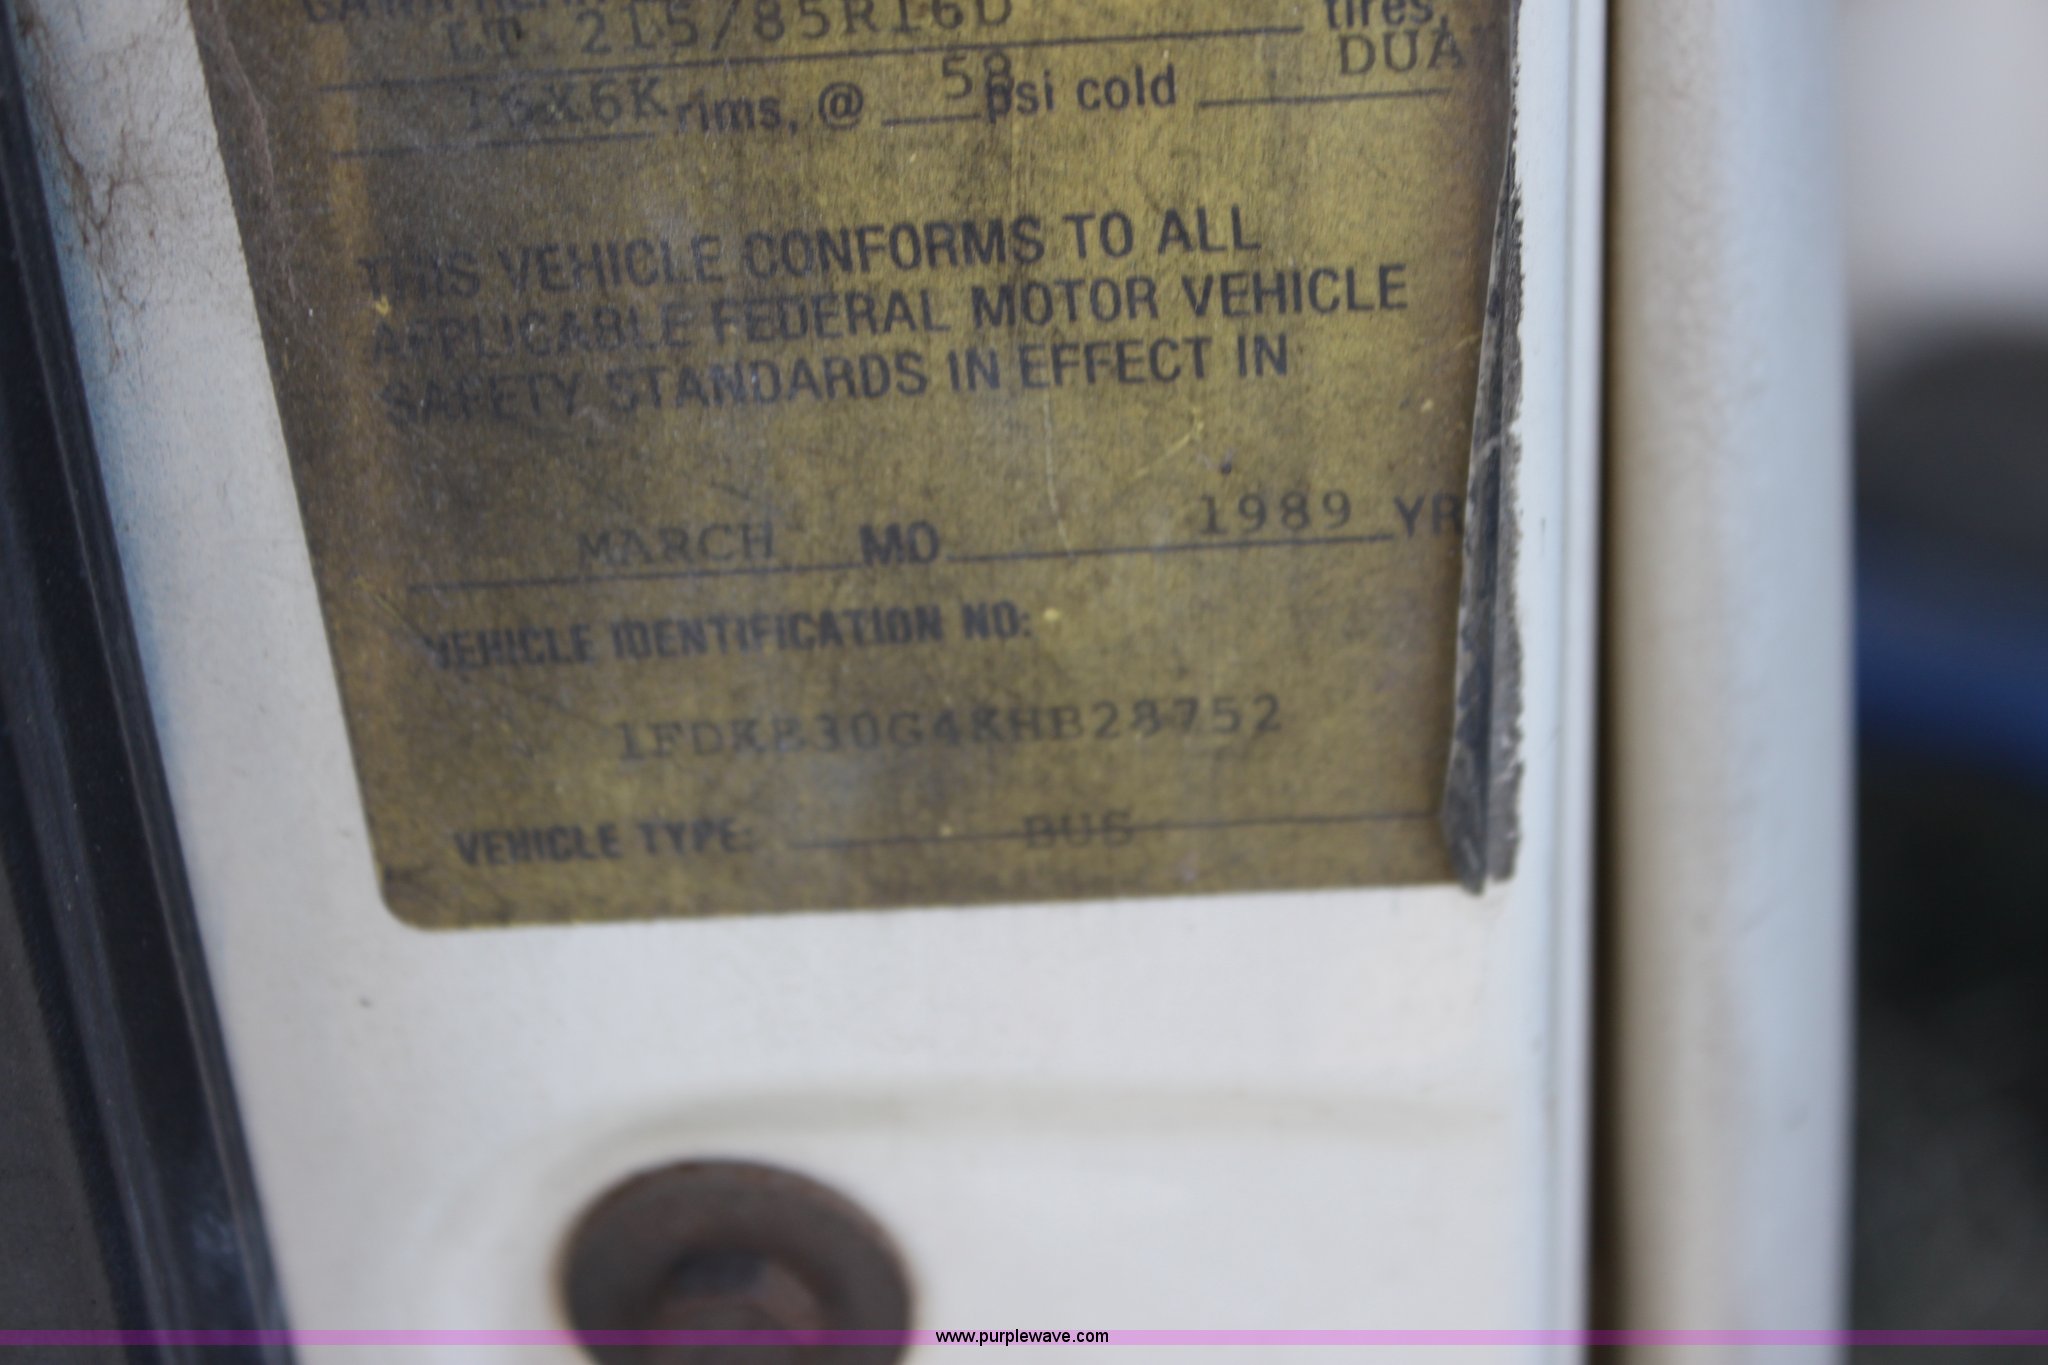 LT 215/85R16D tires,
16X6K rims, @ 58 psi cold DUA
THIS VEHICLE CONFORMS TO ALL
APPLICABLE FEDERAL MOTOR VEHICLE
SAFETY STANDARDS IN EFFECT IN
MARCH MO 1989 YR
VEHICLE IDENTIFICATION NO:
1FDKE30G4KHB28752
VEHICLE TYPE: BUS
www.purplewave.com